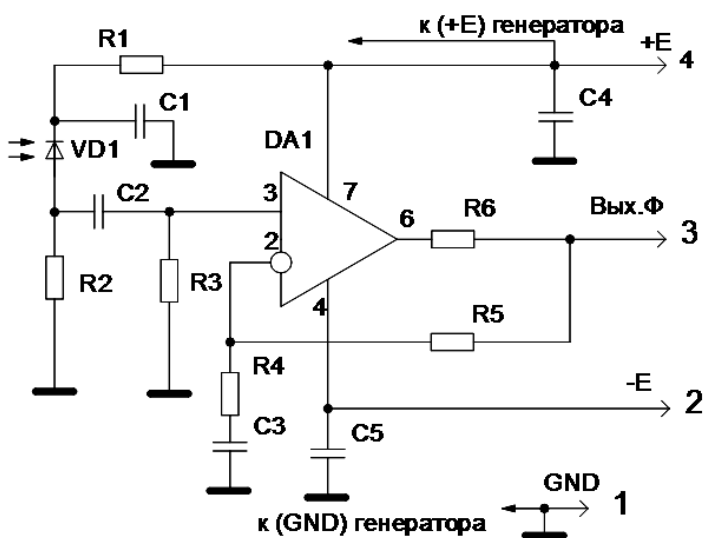 к (+E) генератора
+E
4
R1
C1
C4
VD1
DA1
C2
3
7
2
6
R6
Вых.Ф
3
R2
R3
4
R5
R4
-E
2
C3
C5
GND
1
к (GND) генератора